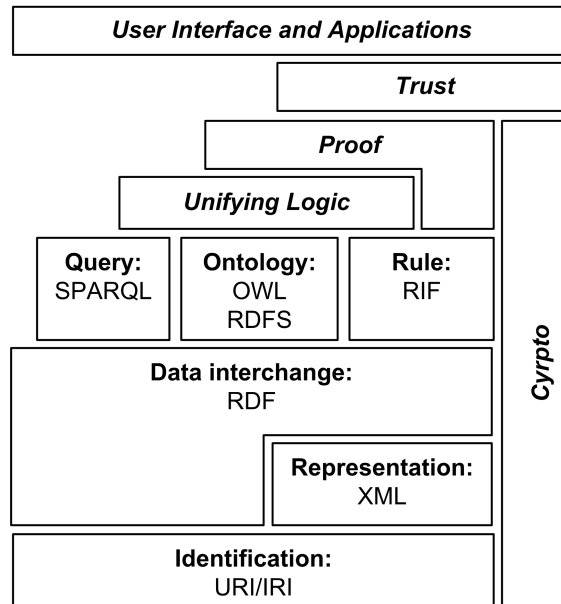 User Interface and Applications
Trust
Proof
Unifying Logic
Query:
SPARQL
Ontology:
OWL
RDFS
Rule:
RIF
Cyrpto
Data interchange:
RDF
Representation:
XML
Identification:
URI/IRI